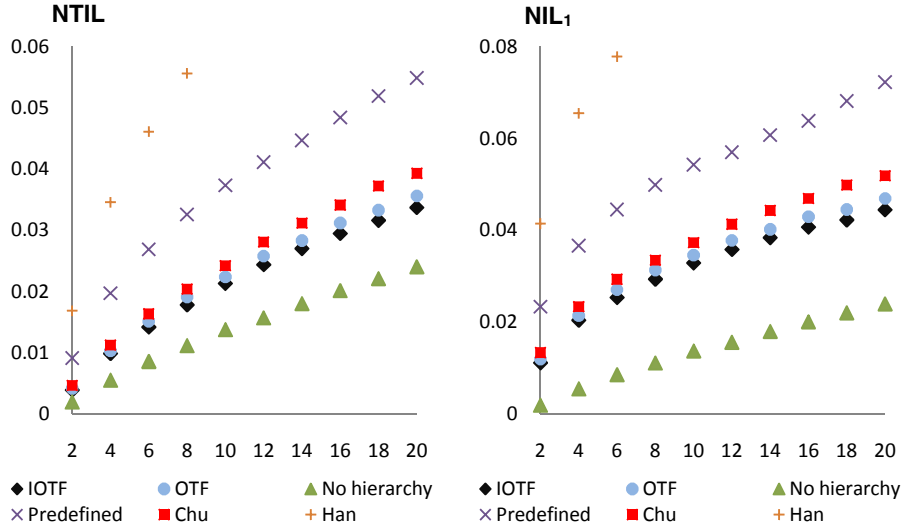 NTIL
0.06
0.05
0.04
0.03
0.02
0.01
0
2 4 6 8 10 12 14 16 18 20
IOTF OTF No hierarchy
Predefined Chu Han
NIL₁
0.08
0.06
0.04
0.02
0
2 4 6 8 10 12 14 16 18 20
IOTF OTF No hierarchy
Predefined Chu Han